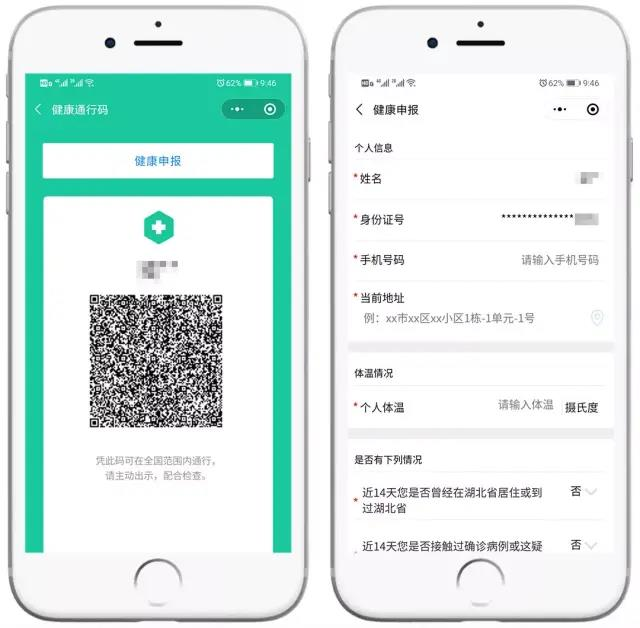 62% 9:46
健康通行码
健康申报
凭此码可在全国范围内通行，
请主动出示，配合检查。
62% 9:46
健康申报
个人信息
*姓名
*身份证号 **************
*手机号码 请输入手机号码
*当前地址
例：xx市xx区xx小区1栋-1单元-1号
体温情况
*个人体温 请输入体温 摄氏度
是否有下列情况
*近14天您是否曾经在湖北省居住或到 否
过湖北省
近14天您是否接触过确诊病例或这疑 否